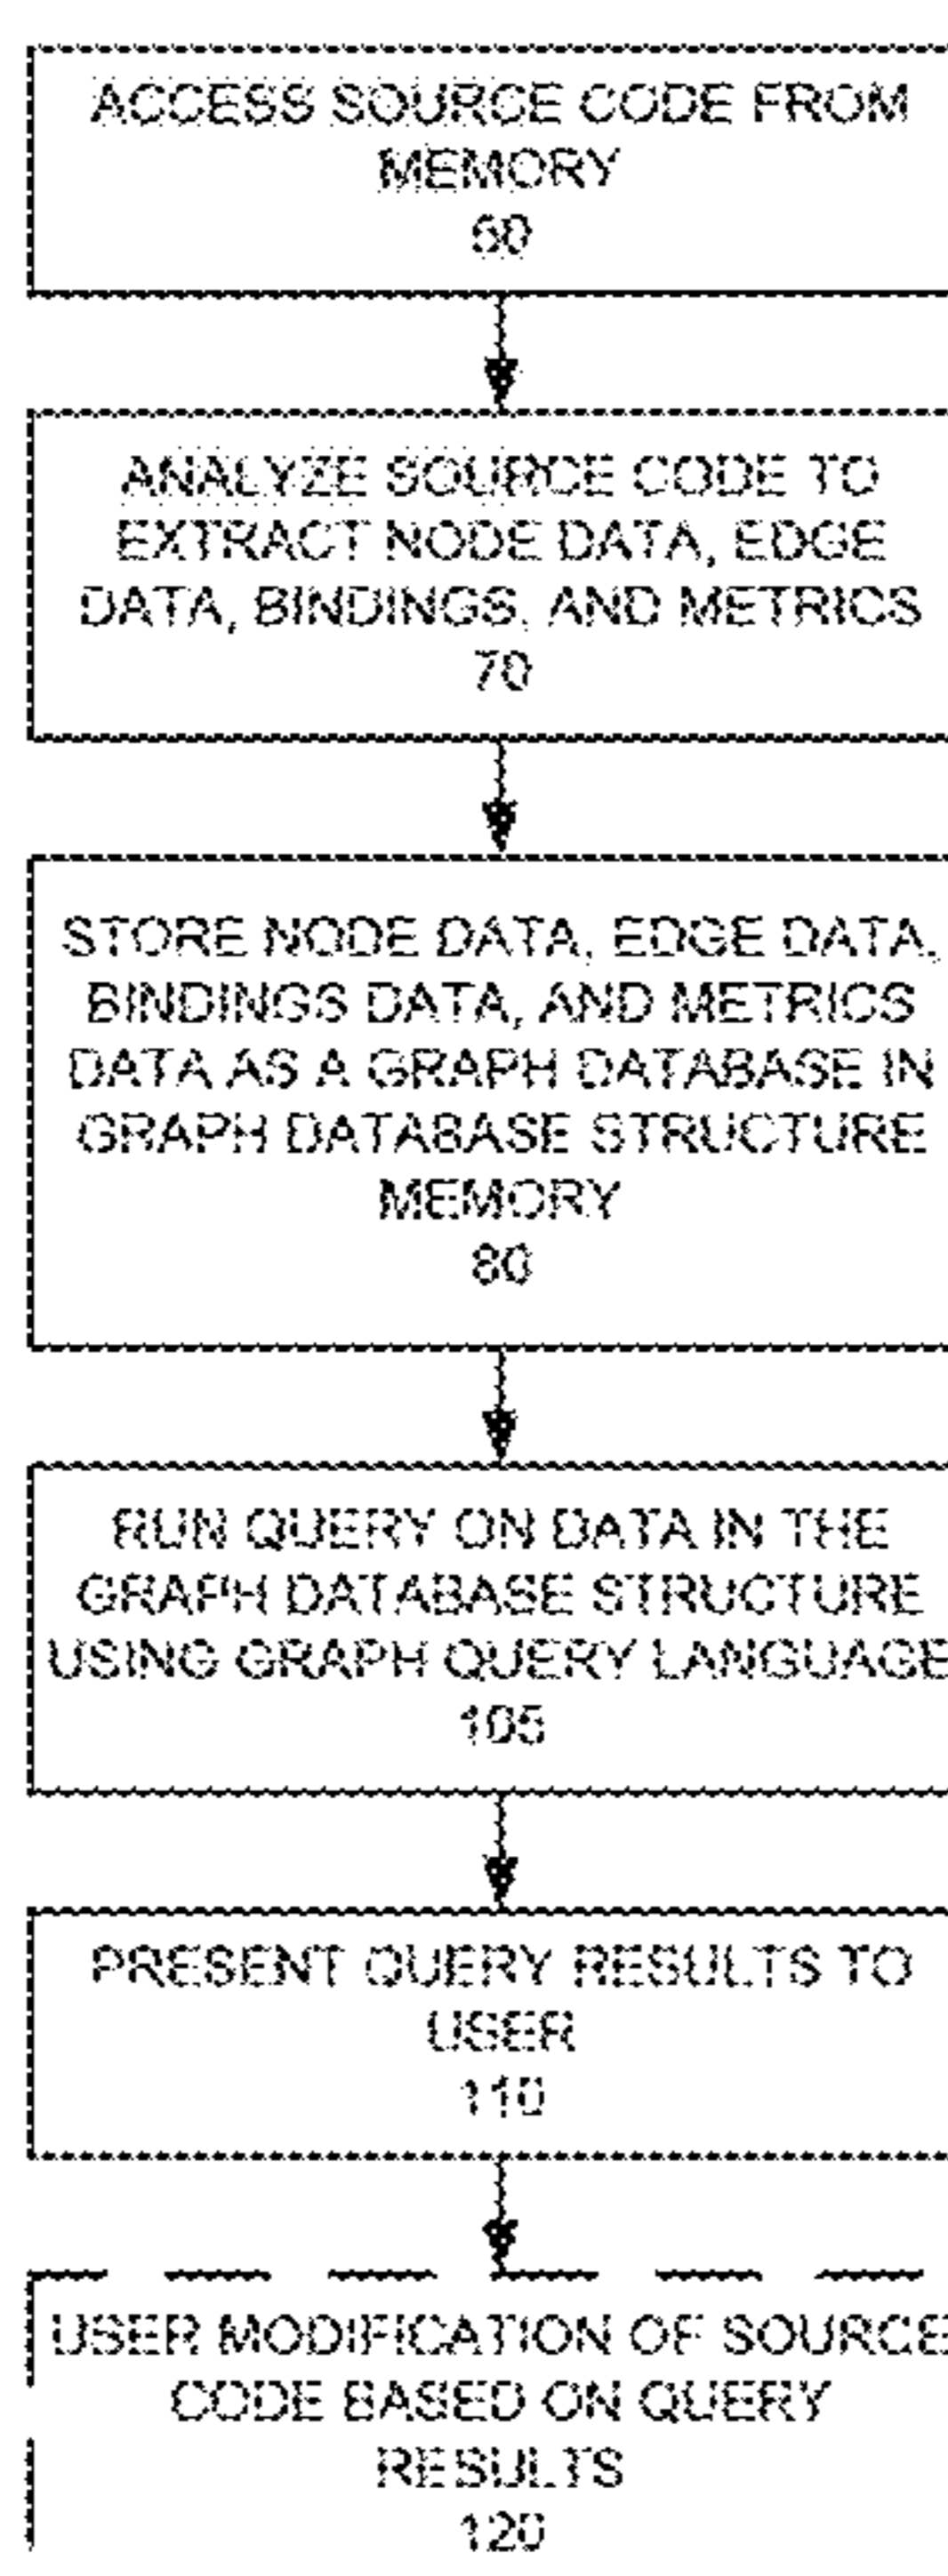 ACCESS SOURCE CODE FROM
MEMORY
60
ANALYZE SOURCE CODE TO
EXTRACT NODE DATA, EDGE
DATA, BINDINGS, AND METRICS
70
STORE NODE DATA, EDGE DATA,
BINDINGS DATA, AND METRICS
DATA AS A GRAPH DATABASE IN
GRAPH DATABASE STRUCTURE
MEMORY
80
RUN QUERY ON DATA IN THE
GRAPH DATABASE STRUCTURE
USING GRAPH QUERY LANGUAGE
105
PRESENT QUERY RESULTS TO
USER
110
USER MODIFICATION OF SOURCE
CODE BASED ON QUERY
RESULTS
120